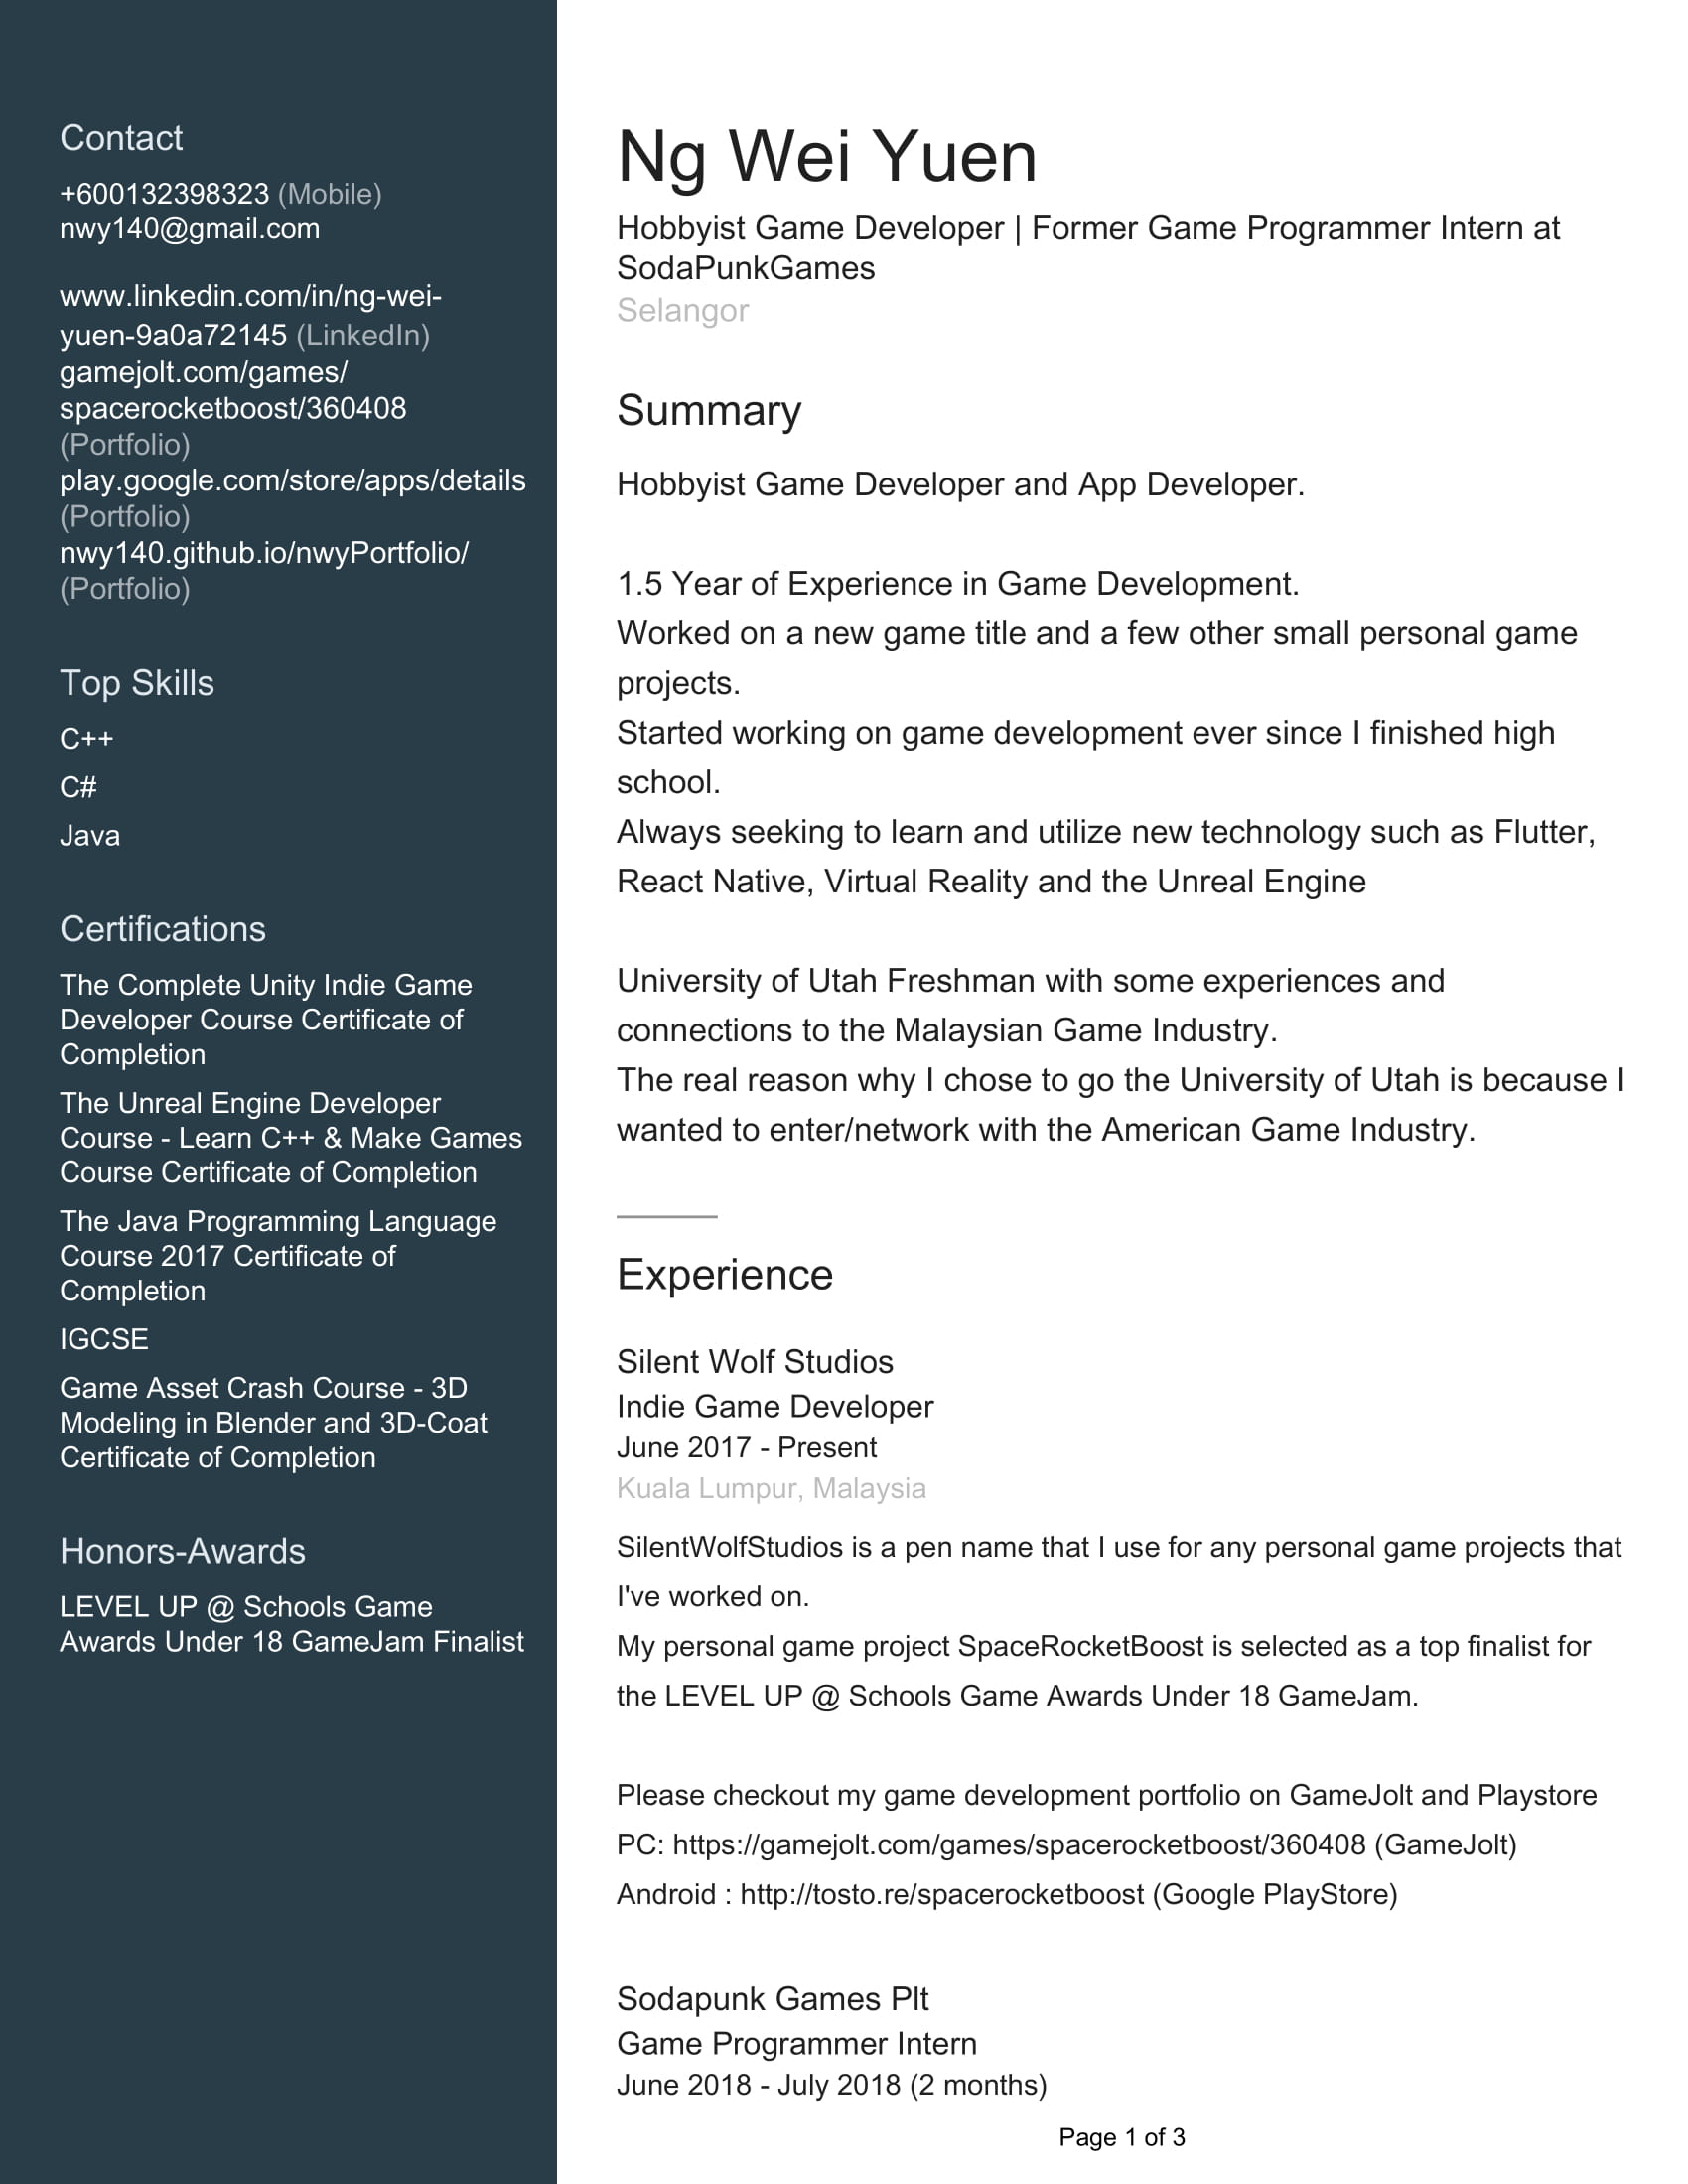 Contact
+600132398323 (Mobile)
nwy140@gmail.com
www.linkedin.com/in/ng-wei-
yuen-9a0a72145 (LinkedIn)
gamejolt.com/games/
spacerocketboost/360408
(Portfolio)
play.google.com/store/apps/details
(Portfolio)
nwy140.github.io/nwyPortfolio/
(Portfolio)
Top Skills
C++
C#
Java
Certifications
The Complete Unity Indie Game
Developer Course Certificate of
Completion
The Unreal Engine Developer
Course - Learn C++ & Make Games
Course Certificate of Completion
The Java Programming Language
Course 2017 Certificate of
Completion
IGCSE
Game Asset Crash Course - 3D
Modeling in Blender and 3D-Coat
Certificate of Completion
Honors-Awards
LEVEL UP @ Schools Game
Awards Under 18 GameJam Finalist
Ng Wei Yuen
Hobbyist Game Developer | Former Game Programmer Intern at
SodaPunkGames
Selangor
Summary
Hobbyist Game Developer and App Developer.
1.5 Year of Experience in Game Development.
Worked on a new game title and a few other small personal game
projects.
Started working on game development ever since I finished high
school.
Always seeking to learn and utilize new technology such as Flutter,
React Native, Virtual Reality and the Unreal Engine
University of Utah Freshman with some experiences and
connections to the Malaysian Game Industry.
The real reason why I chose to go the University of Utah is because I
wanted to enter/network with the American Game Industry.
Experience
Silent Wolf Studios
Indie Game Developer
June 2017 - Present
Kuala Lumpur, Malaysia
SilentWolfStudios is a pen name that I use for any personal game projects that
I've worked on.
My personal game project SpaceRocketBoost is selected as a top finalist for
the LEVEL UP @ Schools Game Awards Under 18 GameJam.
Please checkout my game development portfolio on GameJolt and Playstore
PC: https://gamejolt.com/games/spacerocketboost/360408 (GameJolt)
Android : http://tosto.re/spacerocketboost (Google PlayStore)
Sodapunk Games Plt
Game Programmer Intern
June 2018 - July 2018 (2 months)
Page 1 of 3